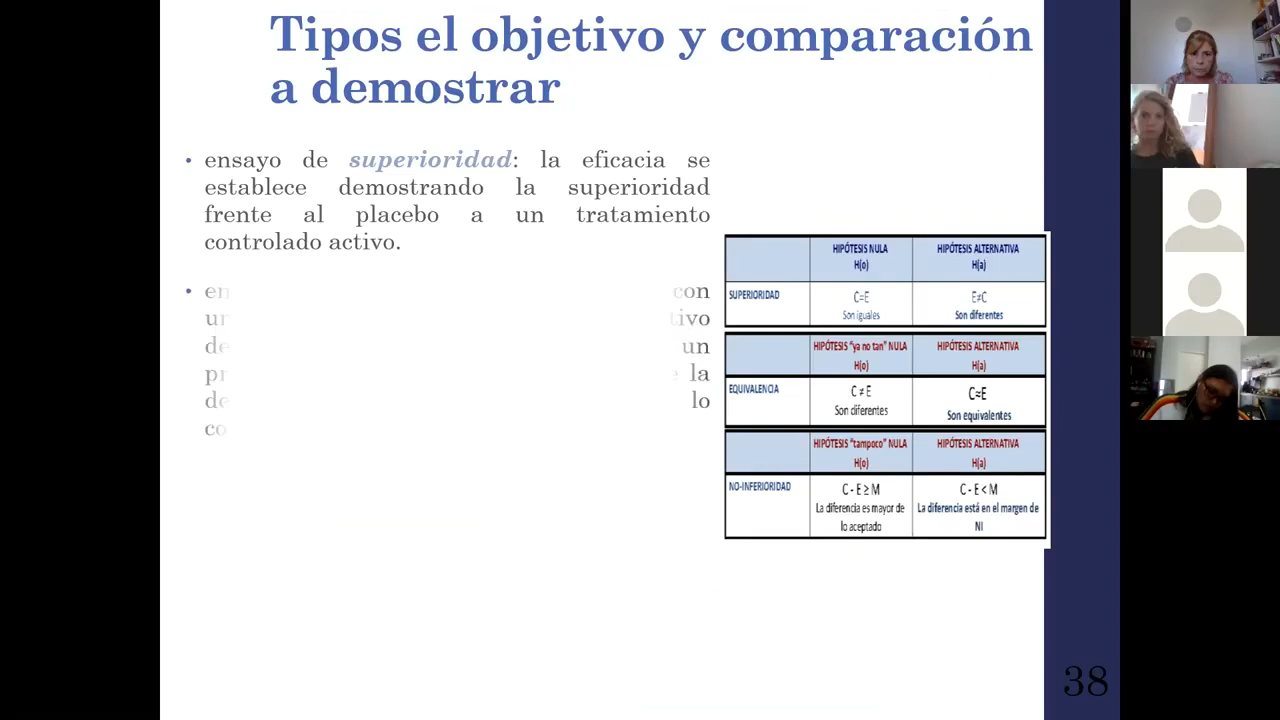 Tipos el objetivo y comparación
a demostrar
• ensayo de superioridad: la eficacia se
establece demostrando la superioridad
frente al placebo a un tratamiento
controlado activo.
• con
un
la
lo
HIPÓTESIS NULA HIPÓTESIS ALTERNATIVA
H(o) H(a)
SUPERIORIDAD C=E E≠C
Son iguales Son diferentes
HIPÓTESIS "ya no tan" NULA HIPÓTESIS ALTERNATIVA
H(o) H(a)
EQUIVALENCIA C ≠ E C≈E
Son diferentes Son equivalentes
HIPÓTESIS "tampoco" NULA HIPÓTESIS ALTERNATIVA
H(o) H(a)
NO-INFERIORIDAD C - E ≥ M C - E < M
La diferencia es mayor de La diferencia está en el margen de
lo aceptado NI
38